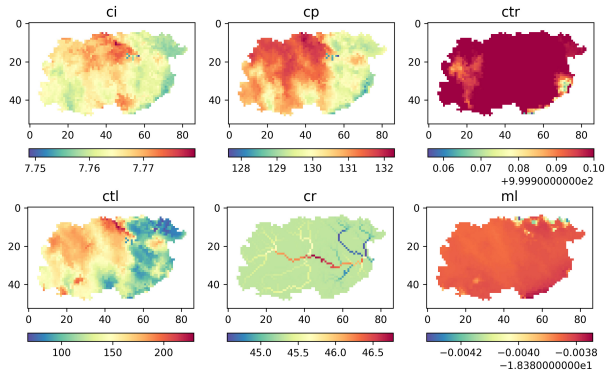 ci cp ctr
0 0 0
20 20 20
40 40 40
0 20 40 60 80 0 20 40 60 80 0 20 40 60 80
7.75 7.76 7.77 128 129 130 131 132 0.06 0.07 0.08 0.09 0.10
+9.9990000000e2
ctl cr ml
0 0 0
20 20 20
40 40 40
0 20 40 60 80 0 20 40 60 80 0 20 40 60 80
100 150 200 45.0 45.5 46.0 46.5 −0.0042 −0.0040 −0.0038
−1.8380000000e1